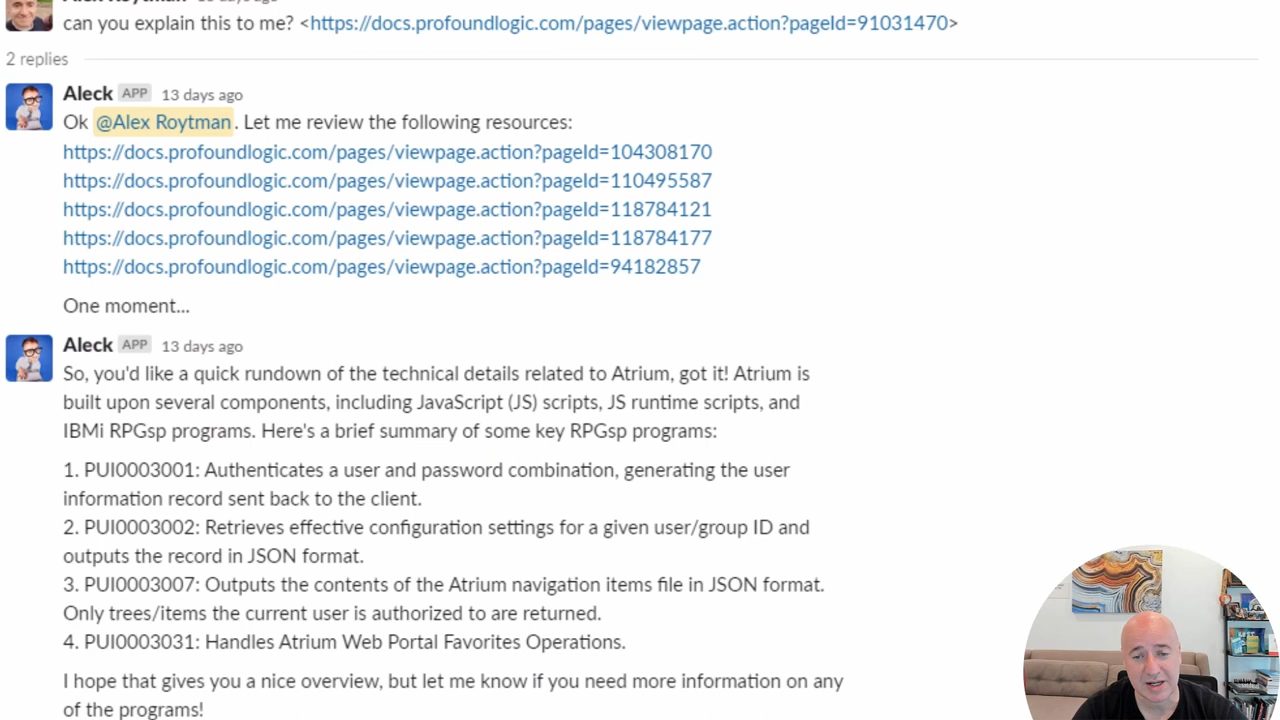 can you explain this to me? <https://docs.profoundlogic.com/pages/viewpage.action?pageId=91031470>
2 replies
Aleck APP 13 days ago
Ok @Alex Roytman. Let me review the following resources:
https://docs.profoundlogic.com/pages/viewpage.action?pageId=104308170
https://docs.profoundlogic.com/pages/viewpage.action?pageId=110495587
https://docs.profoundlogic.com/pages/viewpage.action?pageId=118784121
https://docs.profoundlogic.com/pages/viewpage.action?pageId=118784177
https://docs.profoundlogic.com/pages/viewpage.action?pageId=94182857
One moment...
Aleck APP 13 days ago
So, you'd like a quick rundown of the technical details related to Atrium, got it! Atrium is
built upon several components, including JavaScript (JS) scripts, JS runtime scripts, and
IBMi RPGsp programs. Here's a brief summary of some key RPGsp programs:
1. PUI0003001: Authenticates a user and password combination, generating the user
information record sent back to the client.
2. PUI0003002: Retrieves effective configuration settings for a given user/group ID and
outputs the record in JSON format.
3. PUI0003007: Outputs the contents of the Atrium navigation items file in JSON format.
Only trees/items the current user is authorized to are returned.
4. PUI0003031: Handles Atrium Web Portal Favorites Operations.
I hope that gives you a nice overview, but let me know if you need more information on any
of the programs!